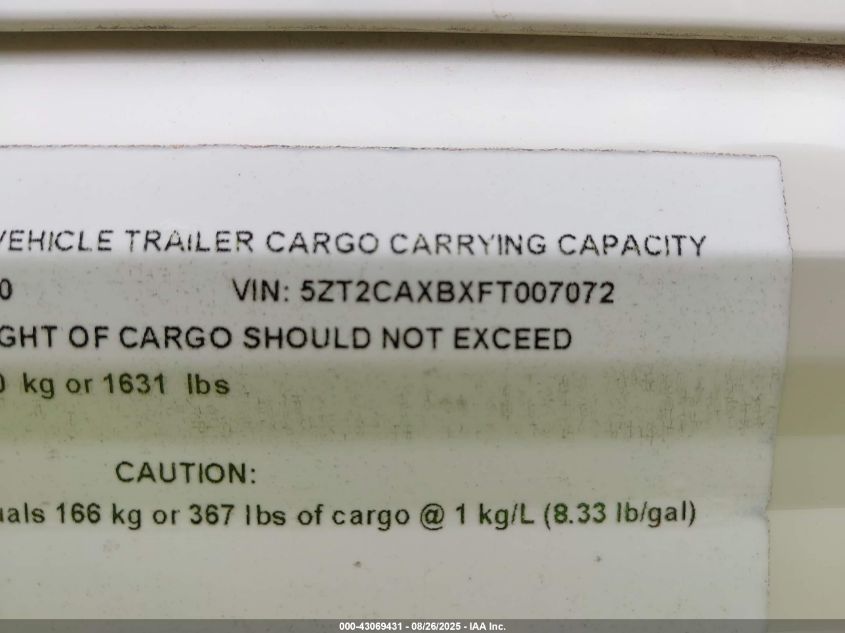 VEHICLE TRAILER CARGO CARRYING CAPACITY
0 VIN: 5ZT2CAXBXFT007072
GHT OF CARGO SHOULD NOT EXCEED
0 kg or 1631 lbs
CAUTION:
uals 166 kg or 367 lbs of cargo @ 1 kg/L (8.33 lb/gal)
000-43069431 - 08/26/2025 - IAA Inc.